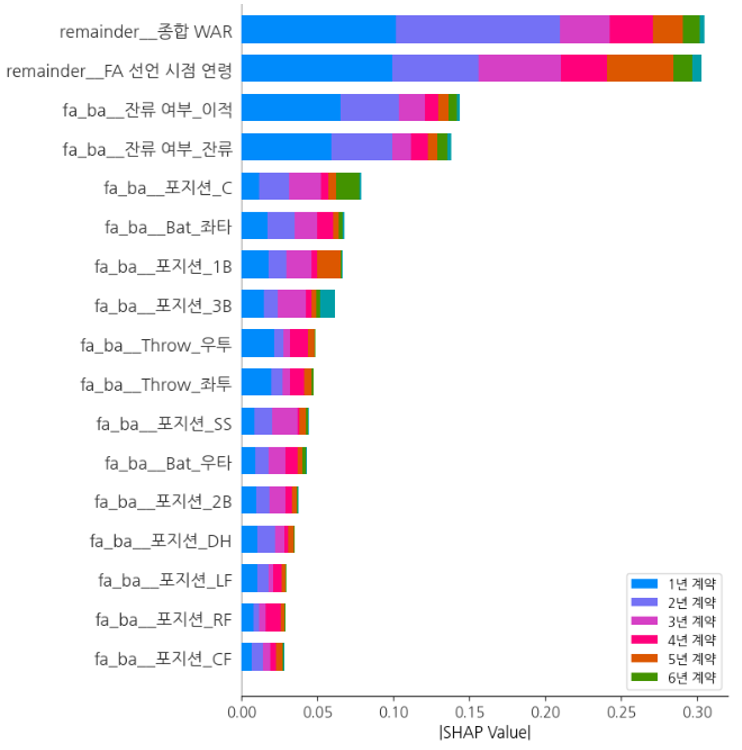 remainder__종합 WAR
remainder__FA 선언 시점 연령
fa_ba__잔류 여부_이적
fa_ba__잔류 여부_잔류
fa_ba__포지션_C
fa_ba__Bat_좌타
fa_ba__포지션_1B
fa_ba__포지션_3B
fa_ba__Throw_우투
fa_ba__Throw_좌투
fa_ba__포지션_SS
fa_ba__Bat_우타
fa_ba__포지션_2B
fa_ba__포지션_DH
fa_ba__포지션_LF
fa_ba__포지션_RF
fa_ba__포지션_CF
1년 계약
2년 계약
3년 계약
4년 계약
5년 계약
6년 계약
0.00 0.05 0.10 0.15 0.20 0.25 0.30
|SHAP Value|